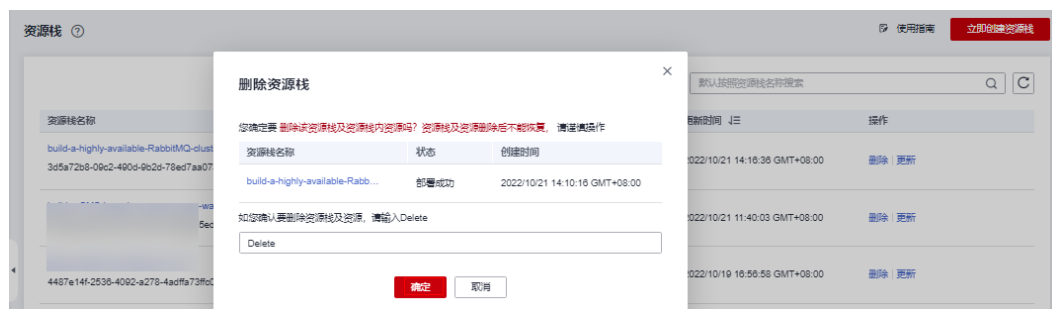 资源栈
使用指南
立即创建资源栈
删除资源栈
默认按照资源栈名称搜索
您确定要 删除该资源栈及资源栈内资源吗？资源栈及资源删除后不能恢复，请谨慎操作
资源栈名称
更新时间
操作
资源栈名称 状态 创建时间
build-a-highly-available-RabbitMQ-clust
3d5a72b8-09c2-490d-9b2d-78ed7aa07
022/10/21 14:16:36 GMT+08:00
删除 更新
build-a-highly-available-Rabb... 部署成功 2022/10/21 14:10:16 GMT+08:00
如您确认要删除资源栈及资源，请输入Delete
022/10/21 11:40:03 GMT+08:00
删除 更新
Delete
4487e14f-2536-4092-a278-4adffa73ffc
022/10/19 16:56:58 GMT+08:00
删除 更新
确定 取消